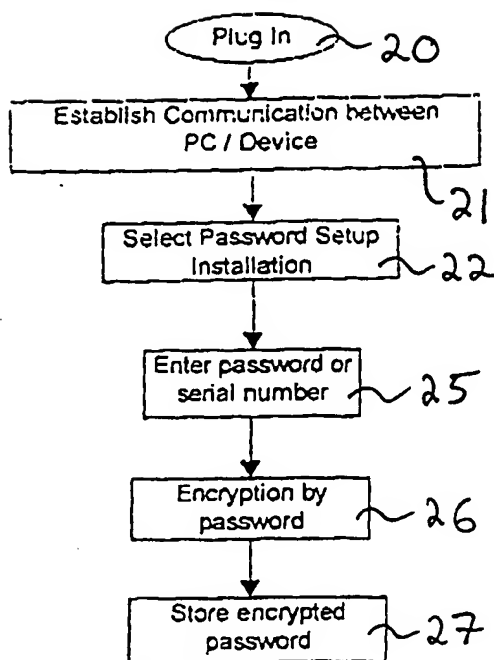 Plug In
20
Establish Communication between
PC / Device
21
Select Password Setup
Installation
22
Enter password or
serial number
25
Encryption by
password
26
Store encrypted
password
27